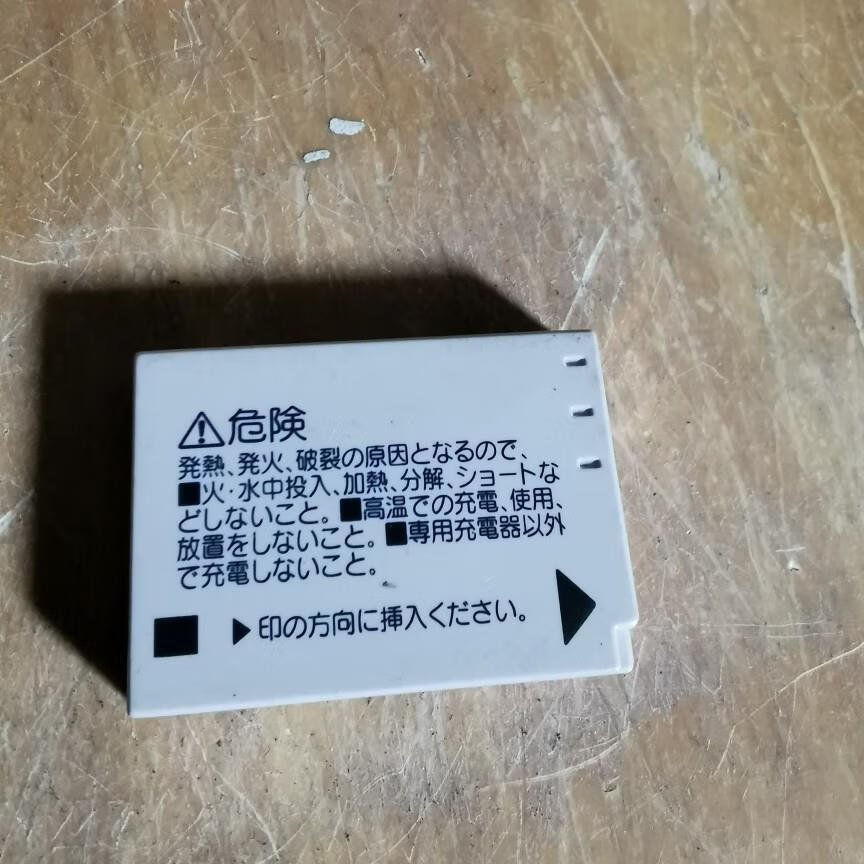 ⚠危険
発熱、発火、破裂の原因となるので、
■火・水中投入、加熱、分解、ショートな
どしないこと。■高温での充電、使用、
放置をしないこと。■専用充電器以外
で充電しないこと。
▶印の方向に挿入ください。